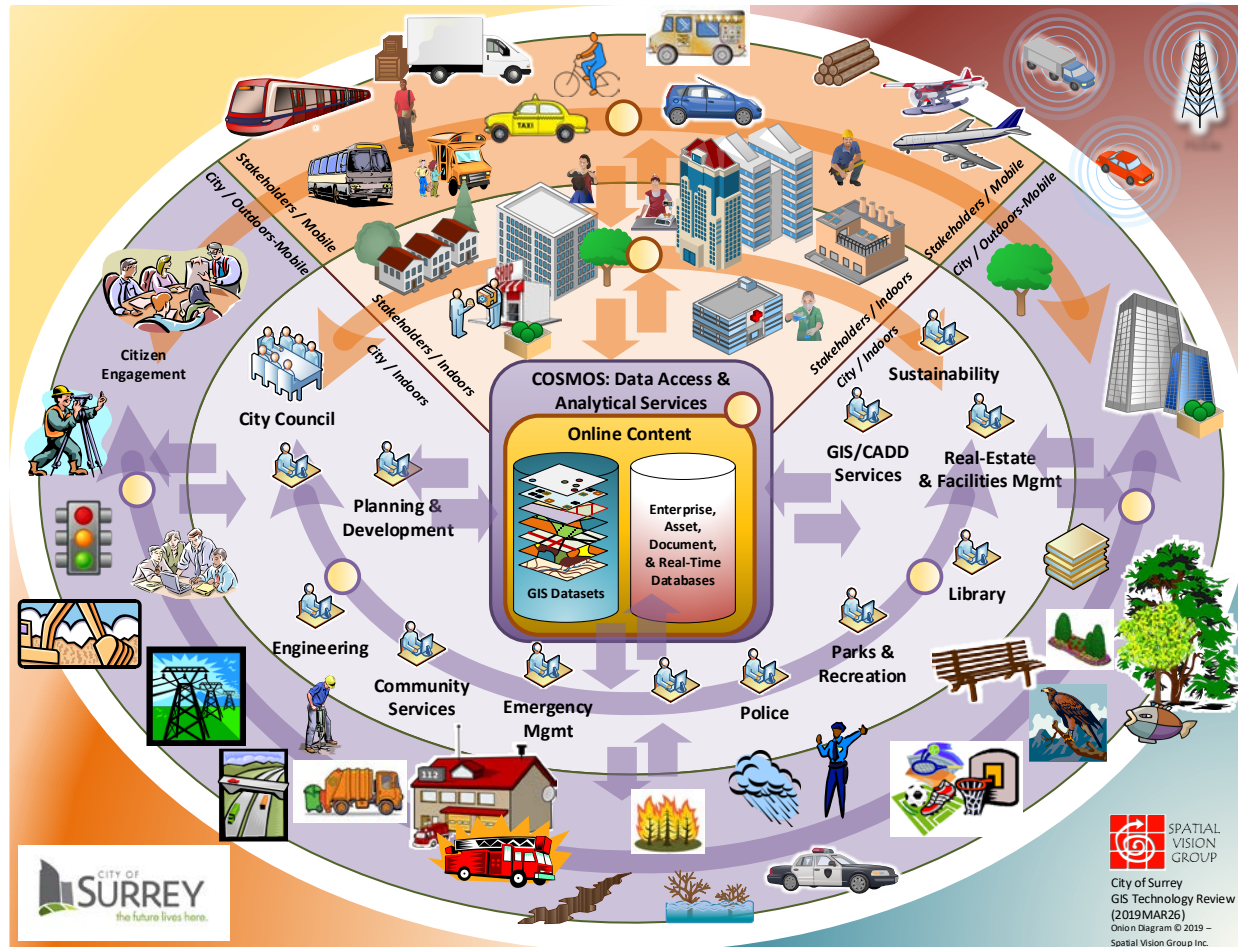 TAXI
Mobile
Stakeholders / Mobile
City / Outdoors-Mobile
Stakeholders / Mobile
City / Outdoors-Mobile
SHOP
Stakeholders / Indoors
City / Indoors
Stakeholders / Indoors
City / Indoors
Citizen
Engagement
City Council
Sustainability
COSMOS: Data Access &
Analytical Services
Online Content
GIS/CADD
Services
Real-Estate
& Facilities Mgmt
Planning &
Development
Enterprise,
Asset,
Document,
& Real-Time
Databases
GIS Datasets
Library
Engineering
Community
Services
Emergency
Mgmt
Police
Parks &
Recreation
112
CITY OF
SURREY
the future lives here.
SPATIAL
VISION
GROUP
City of Surrey
GIS Technology Review
(2019MAR26)
Onion Diagram © 2019 –
Spatial Vision Group Inc.